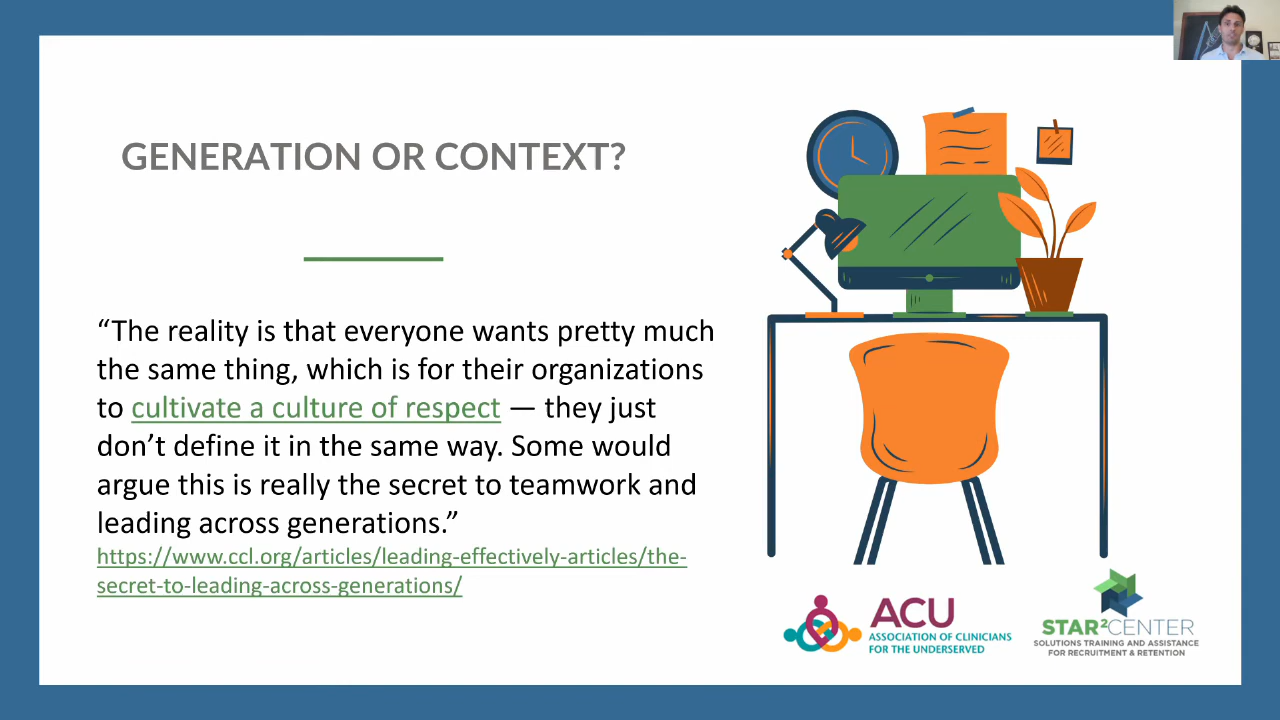 GENERATION OR CONTEXT?
“The reality is that everyone wants pretty much
the same thing, which is for their organizations
to cultivate a culture of respect — they just
don’t define it in the same way. Some would
argue this is really the secret to teamwork and
leading across generations.”
https://www.ccl.org/articles/leading-effectively-articles/the-
secret-to-leading-across-generations/
ACU
ASSOCIATION OF CLINICIANS
FOR THE UNDERSERVED
STAR²CENTER
SOLUTIONS TRAINING AND ASSISTANCE
FOR RECRUITMENT & RETENTION